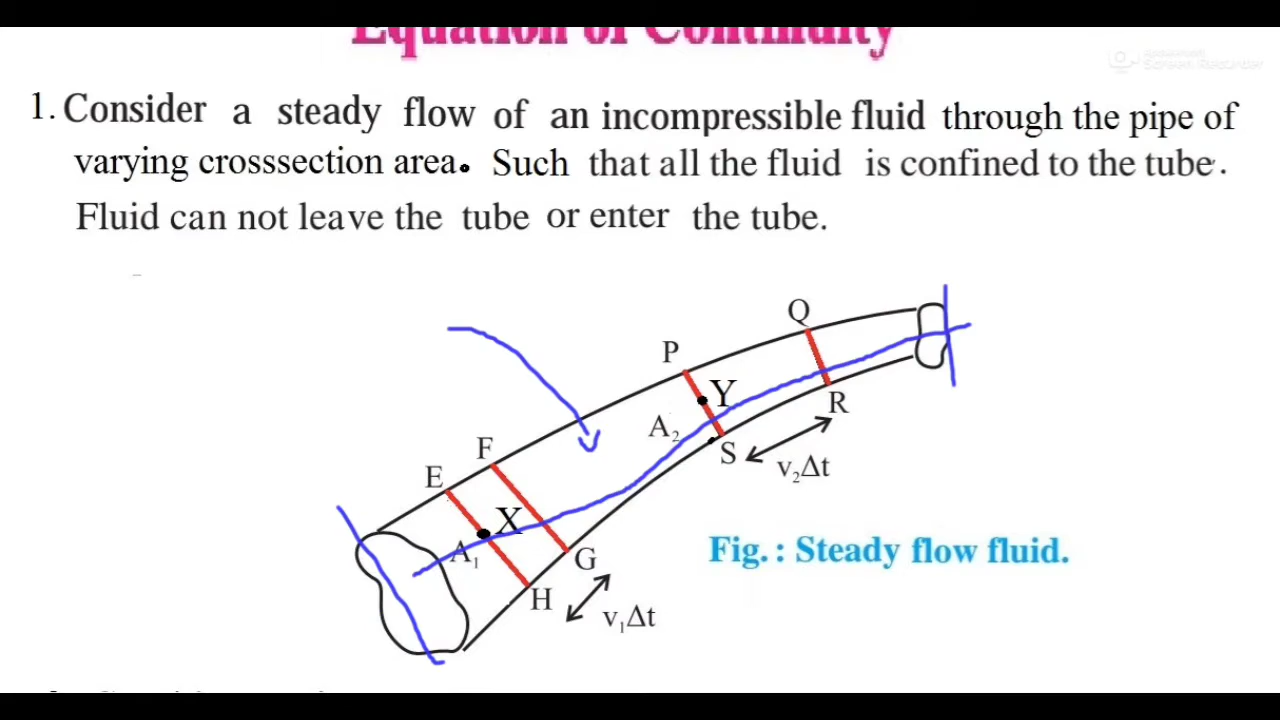 Equation of Continuity
1. Consider a steady flow of an incompressible fluid through the pipe of
varying crosssection area. Such that all the fluid is confined to the tube.
Fluid can not leave the tube or enter the tube.
Q
P
Y
R
A₂
S
v₂Δt
F
E
X
A₁
G
H
v₁Δt
Fig. : Steady flow fluid.
Screen Recorder